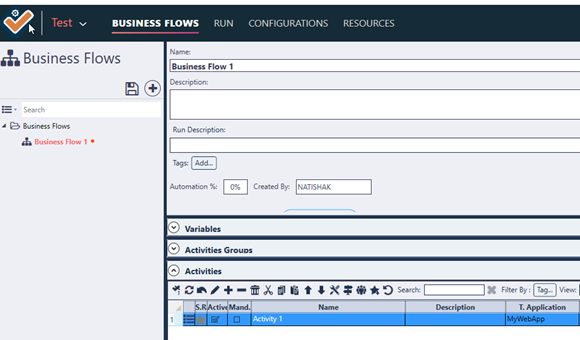 Test BUSINESS FLOWS RUN CONFIGURATIONS RESOURCES
Business Flows
Search
Business Flows
Business Flow 1
Name:
Business Flow 1
Description:
Run Description:
Tags: Add...
Automation %: 0% Created By: NATISHAK
Variables
Activities Groups
Activities
Search: Filter By : Tag... View:
S.R Active Mand. Name Description T. Application
1 Activity 1 MyWebApp